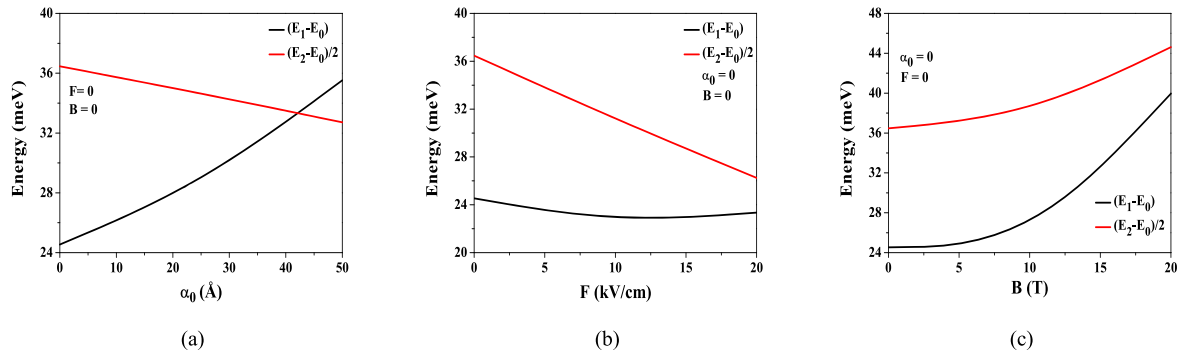 40
36
32
28
24
0
10
20
30
40
50
Energy (meV)
α₀ (Å)
(E₁-E₀)
(E₂-E₀)/2
F= 0
B = 0
(a)
40
36
32
28
24
20
0
5
10
15
20
Energy (meV)
F (kV/cm)
(E₁-E₀)
(E₂-E₀)/2
α₀ = 0
B = 0
(b)
48
44
40
36
32
28
24
0
5
10
15
20
Energy (meV)
B (T)
α₀ = 0
F = 0
(E₁-E₀)
(E₂-E₀)/2
(c)